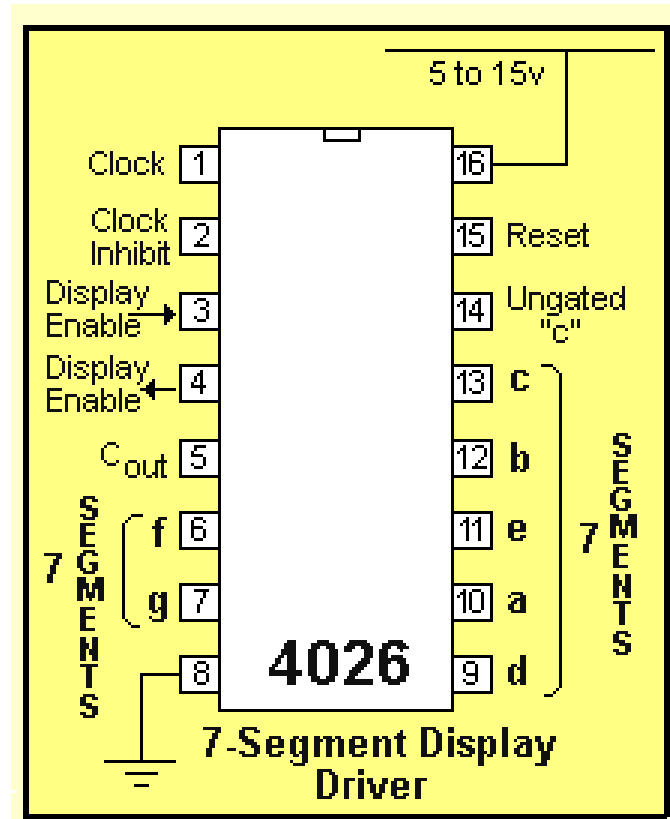 5 to 15v
Clock 1
16
Clock
Inhibit 2
15 Reset
Display
Enable 3
14 Ungated
"c"
Display
Enable 4
13 c
Cout 5
12 b
f 6
11 e
g 7
10 a
8
9 d
7 SEGMENTS
7 SEGMENTS
4026
7-Segment Display
Driver